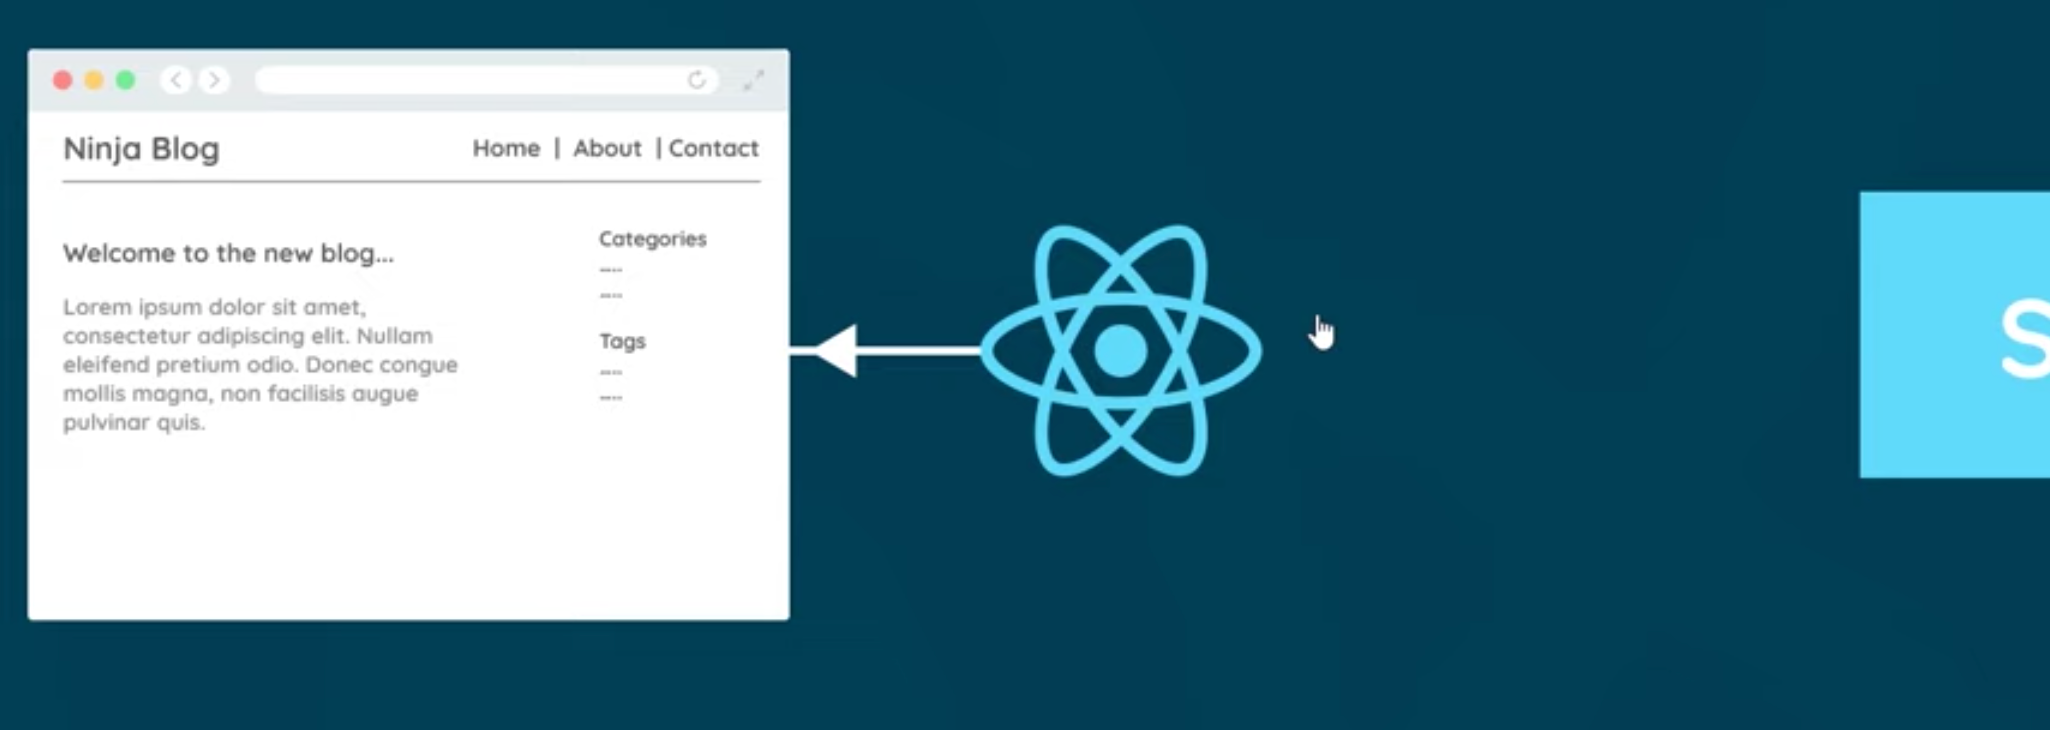 Ninja Blog
Home | About | Contact
Welcome to the new blog...
Lorem ipsum dolor sit amet,
consectetur adipiscing elit. Nullam
eleifend pretium odio. Donec congue
mollis magna, non facilisis augue
pulvinar quis.
Categories
----
----
Tags
----
----
S